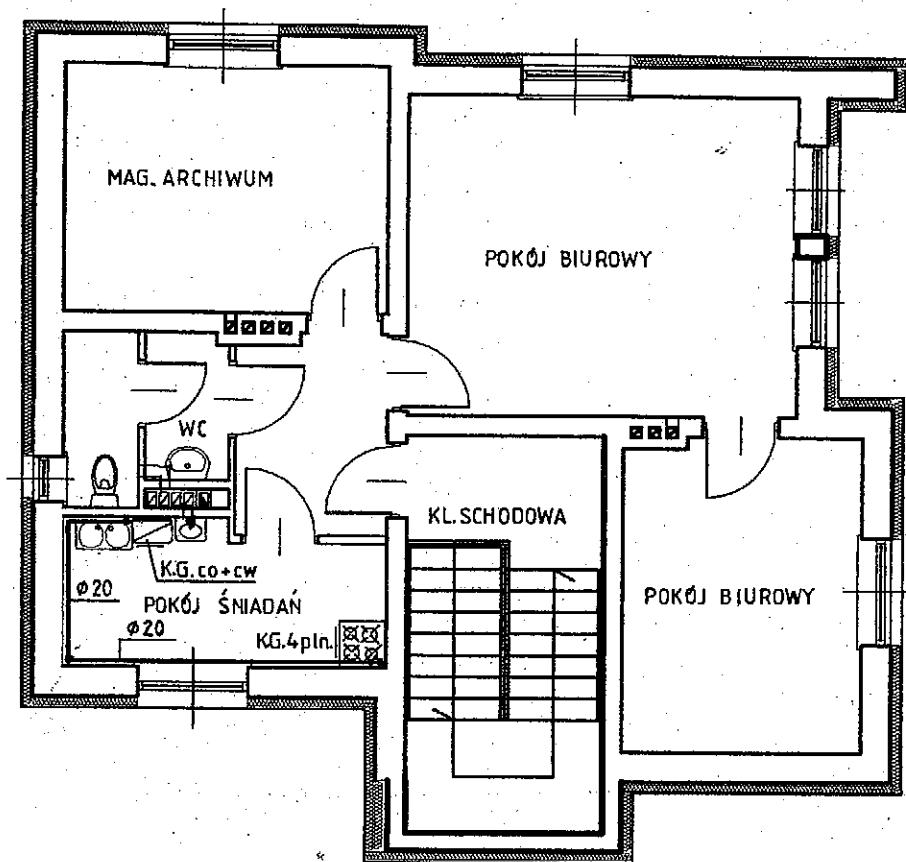 MAG. ARCHIWUM
POKÓJ BIUROWY
WC
KL. SCHODOWA
K.G. co+cw
ø20
POKÓJ ŚNIADAŃ
POKÓJ BIUROWY
ø20
KG. 4pln.